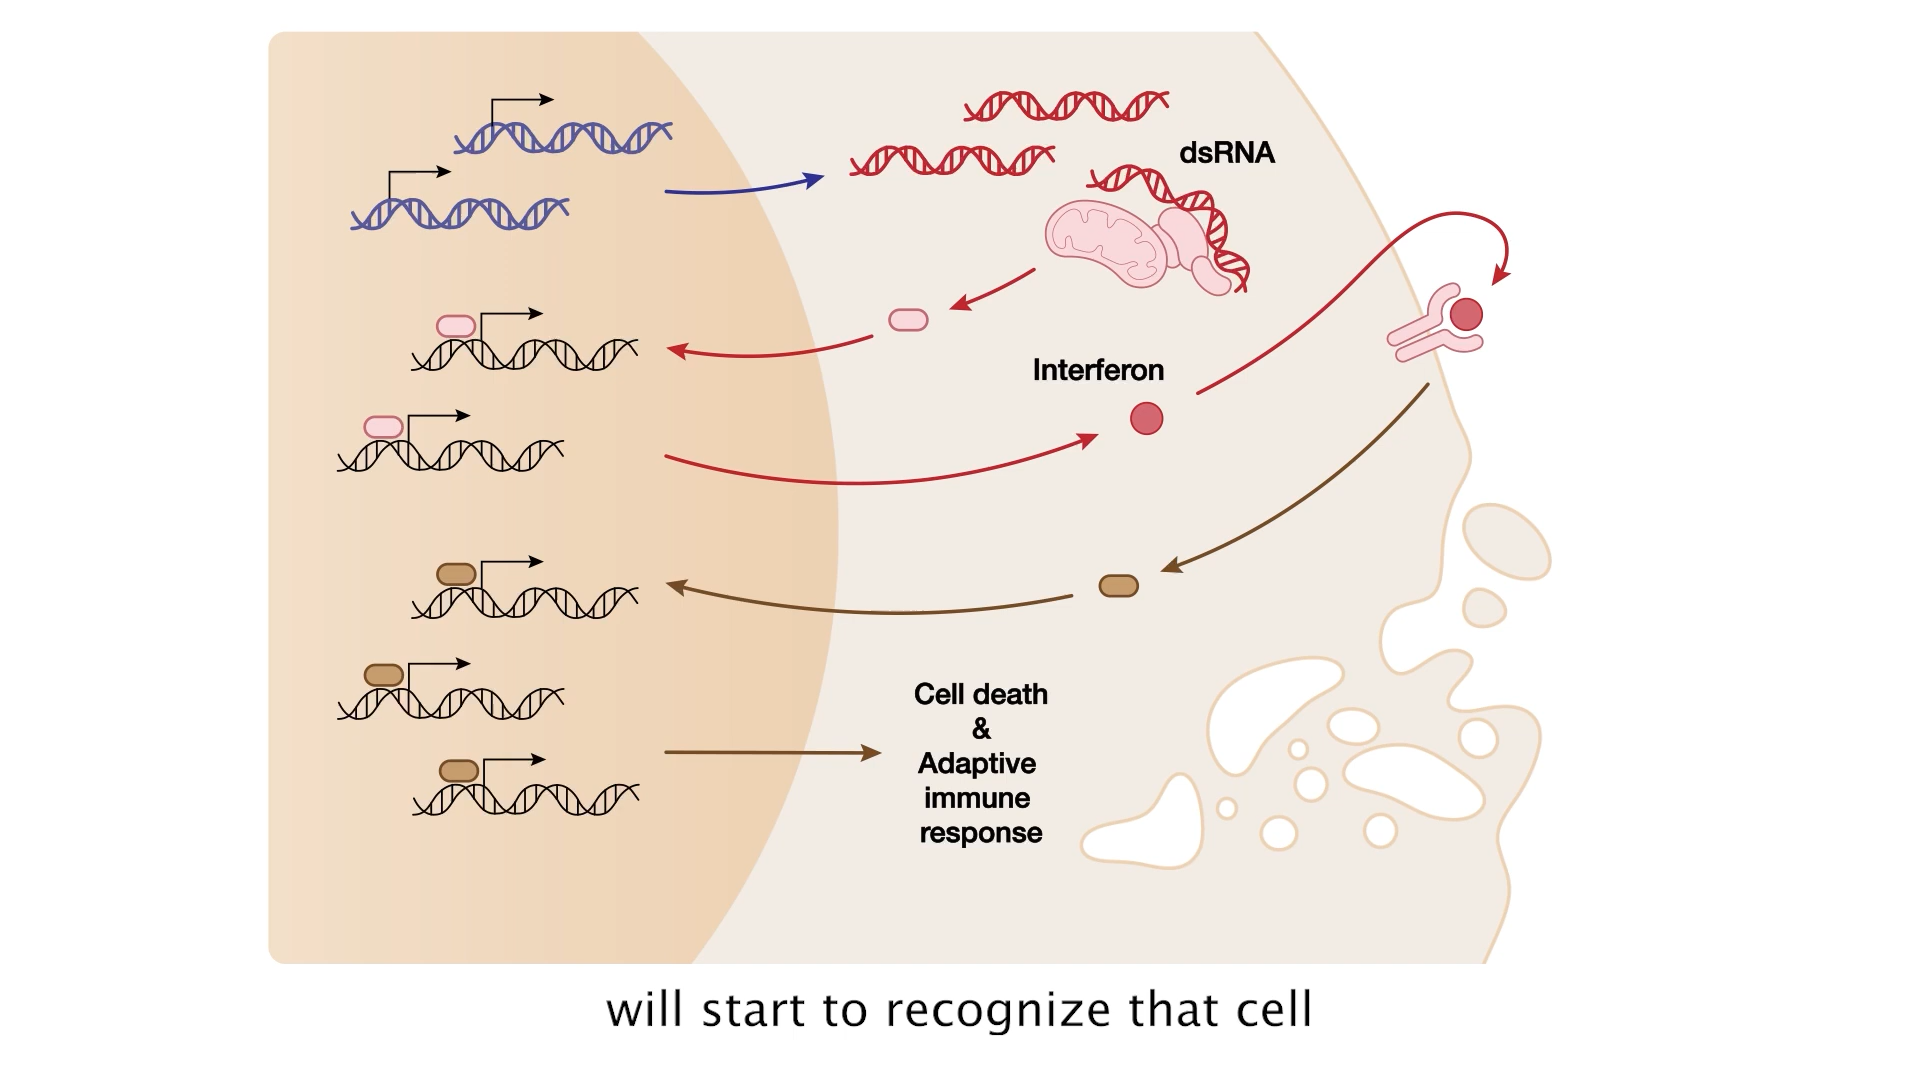 dsRNA
Interferon
Cell death
&
Adaptive
immune
response
will start to recognize that cell